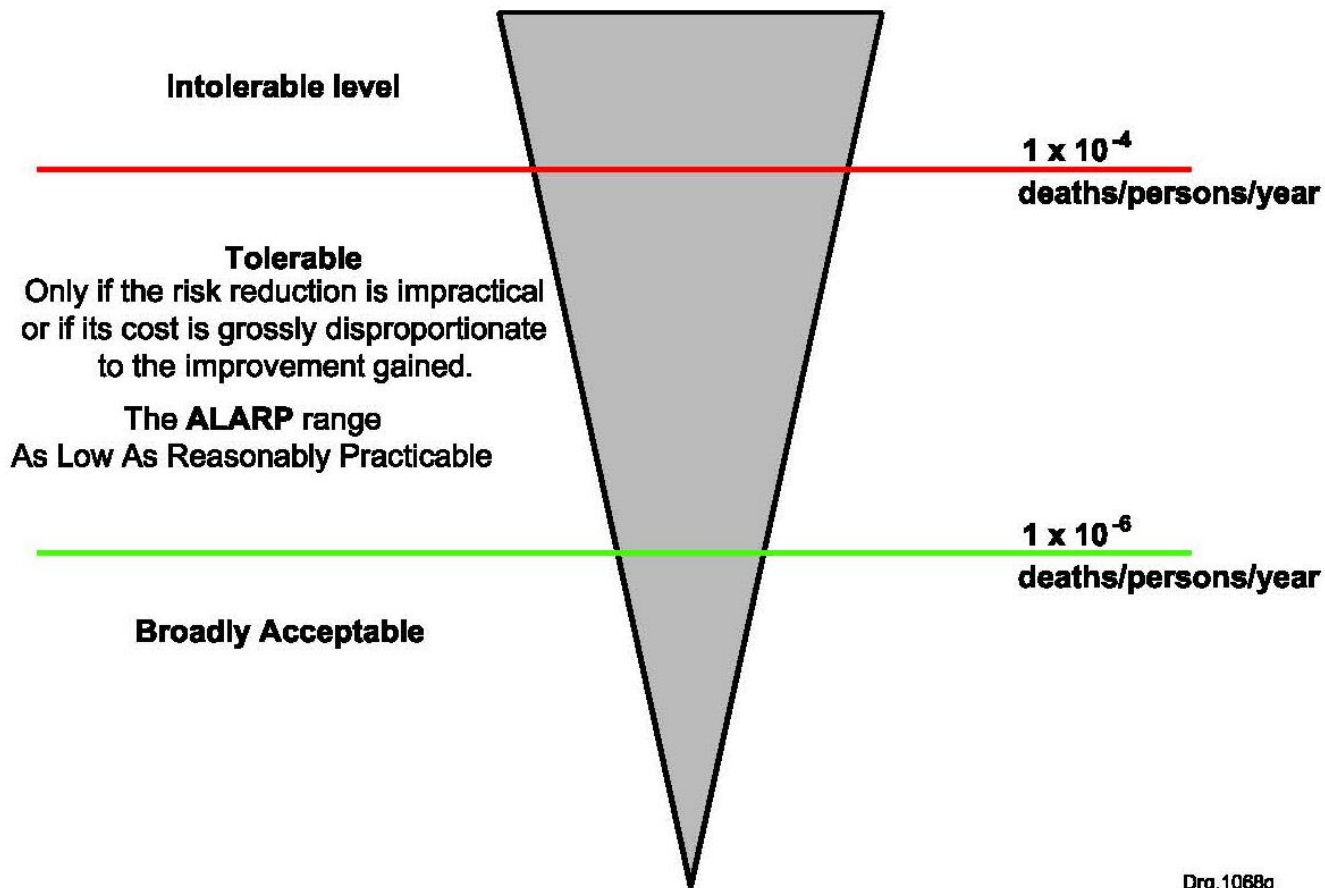 Intolerable level
1 x 10⁻⁴
deaths/persons/year
Tolerable
Only if the risk reduction is impractical
or if its cost is grossly disproportionate
to the improvement gained.
The ALARP range
As Low As Reasonably Practicable
1 x 10⁻⁶
deaths/persons/year
Broadly Acceptable
Drg.1068g